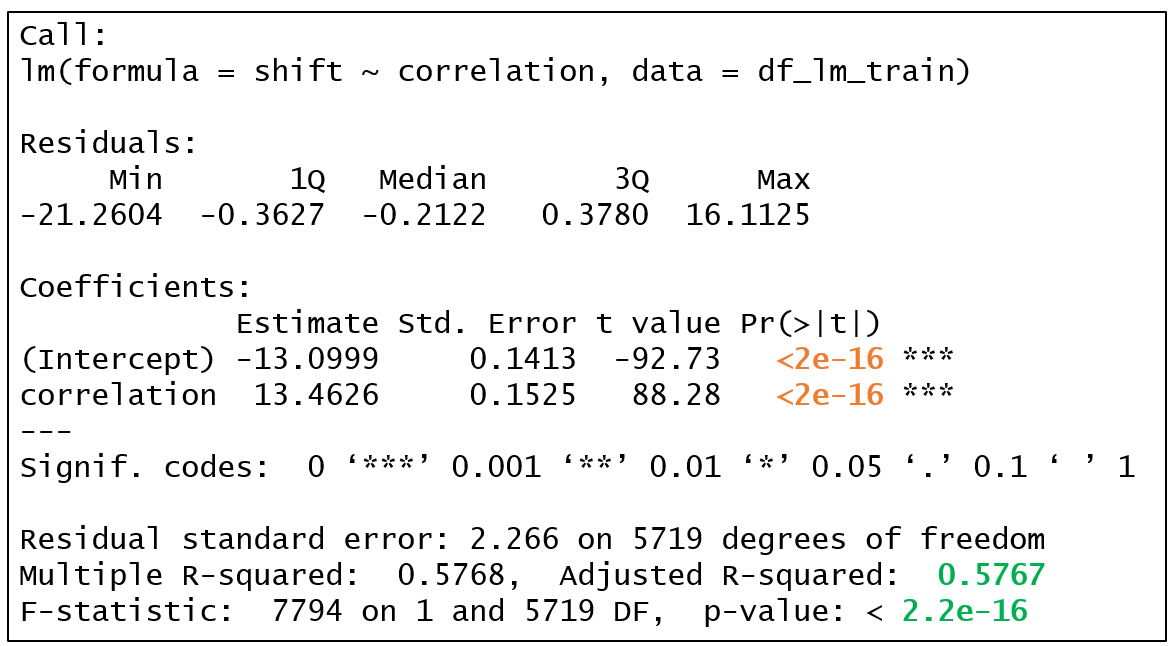 Call:
lm(formula = shift ~ correlation, data = df_lm_train)
Residuals:
     Min       1Q   Median       3Q      Max
-21.2604  -0.3627  -0.2122   0.3780  16.1125
Coefficients:
            Estimate Std. Error t value Pr(>|t|)
(Intercept) -13.0999     0.1413  -92.73   <2e-16 ***
correlation  13.4626     0.1525   88.28   <2e-16 ***
---
Signif. codes:  0 ‘***’ 0.001 ‘**’ 0.01 ‘*’ 0.05 ‘.’ 0.1 ‘ ’ 1
Residual standard error: 2.266 on 5719 degrees of freedom
Multiple R-squared:  0.5768,  Adjusted R-squared:  0.5767
F-statistic:  7794 on 1 and 5719 DF,  p-value: < 2.2e-16